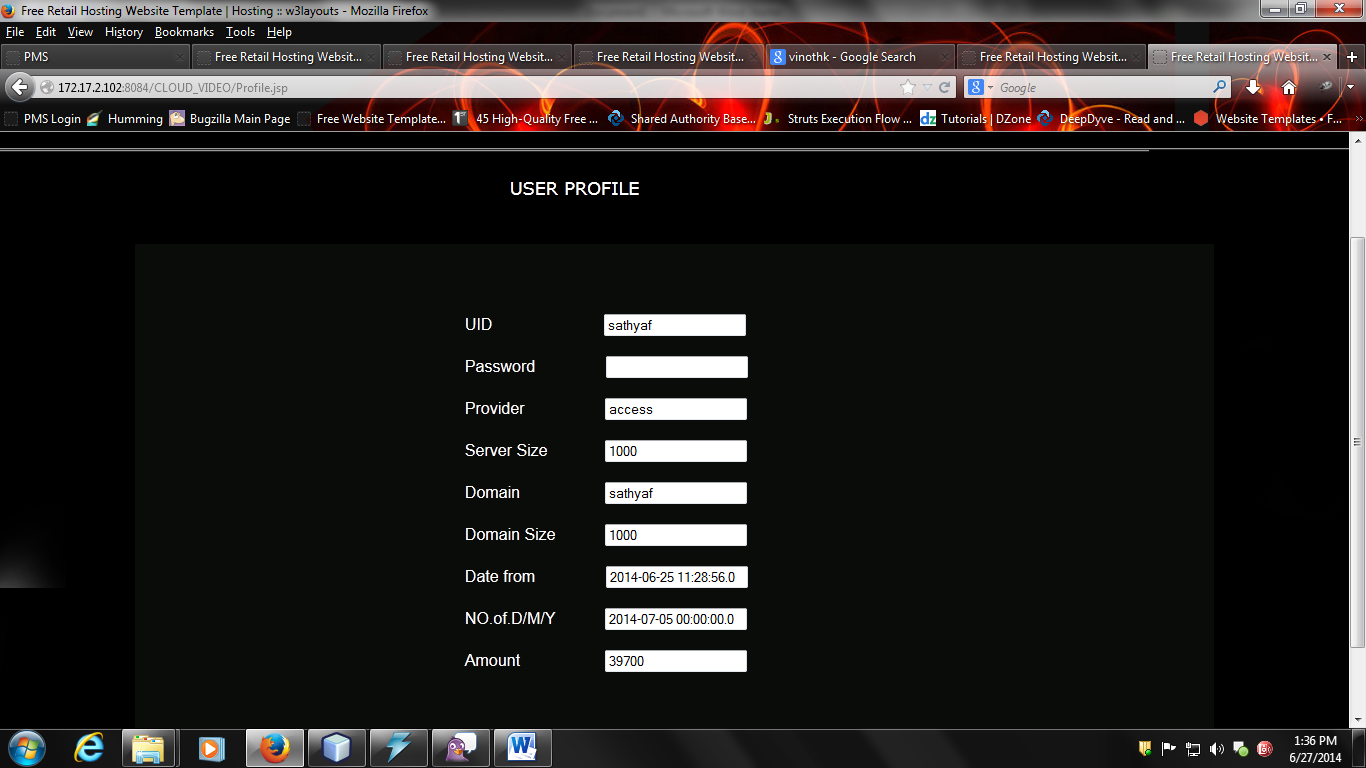 Free Retail Hosting Website Template | Hosting :: w3layouts - Mozilla Firefox
File Edit View History Bookmarks Tools Help
PMS
Free Retail Hosting Websit...
Free Retail Hosting Websit...
Free Retail Hosting Websit...
vinothk - Google Search
Free Retail Hosting Websit...
Free Retail Hosting Websit...
172.17.2.102:8084/CLOUD_VIDEO/Profile.jsp
Google
PMS Login Humming Bugzilla Main Page Free Website Template... 45 High-Quality Free ... Shared Authority Base... Struts Execution Flow ... Tutorials | DZone DeepDyve - Read and ... Website Templates • F...
USER PROFILE
UID sathyaf
Password
Provider access
Server Size 1000
Domain sathyaf
Domain Size 1000
Date from 2014-06-25 11:28:56.0
NO.of.D/M/Y 2014-07-05 00:00:00.0
Amount 39700
1:36 PM
6/27/2014